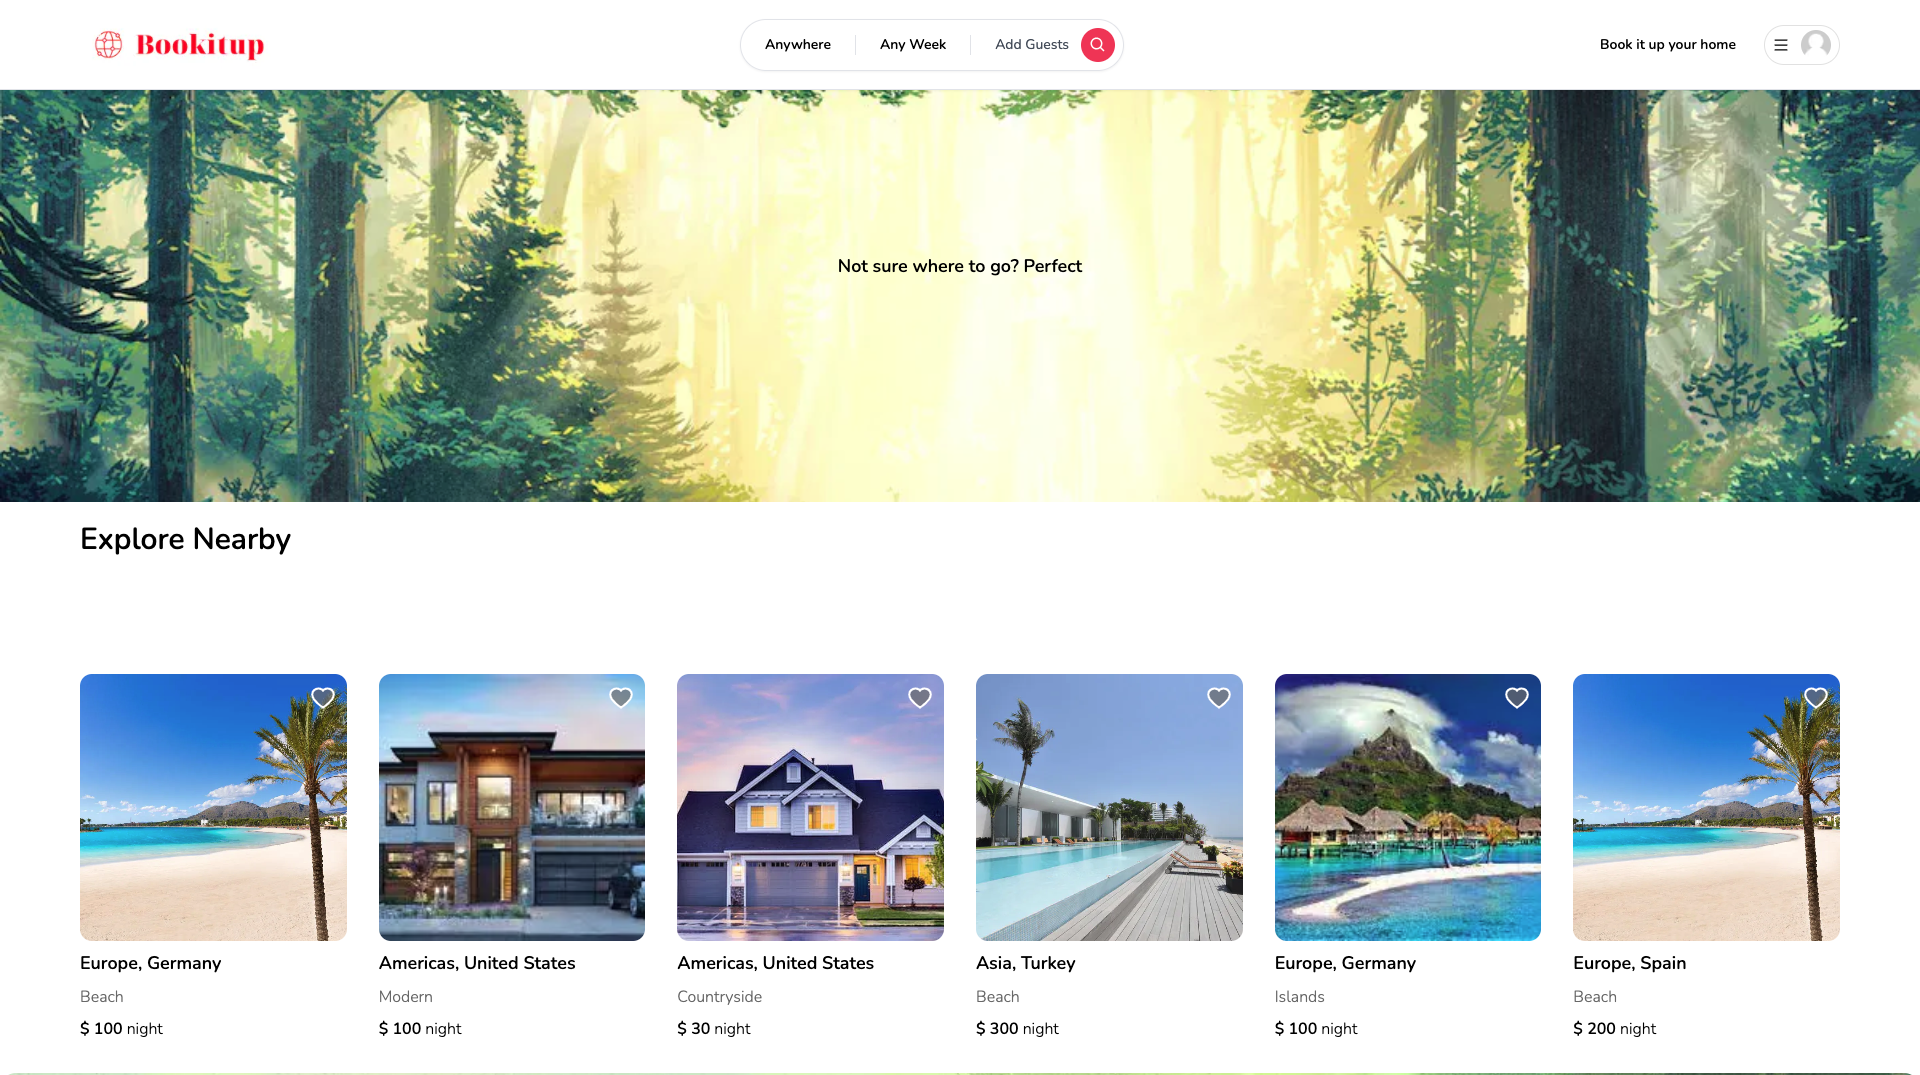 Bookitup
Anywhere
Any Week
Add Guests
Book it up your home
Not sure where to go? Perfect
Explore Nearby
Europe, Germany
Beach
$ 100 night
Americas, United States
Modern
$ 100 night
Americas, United States
Countryside
$ 30 night
Asia, Turkey
Beach
$ 300 night
Europe, Germany
Islands
$ 100 night
Europe, Spain
Beach
$ 200 night